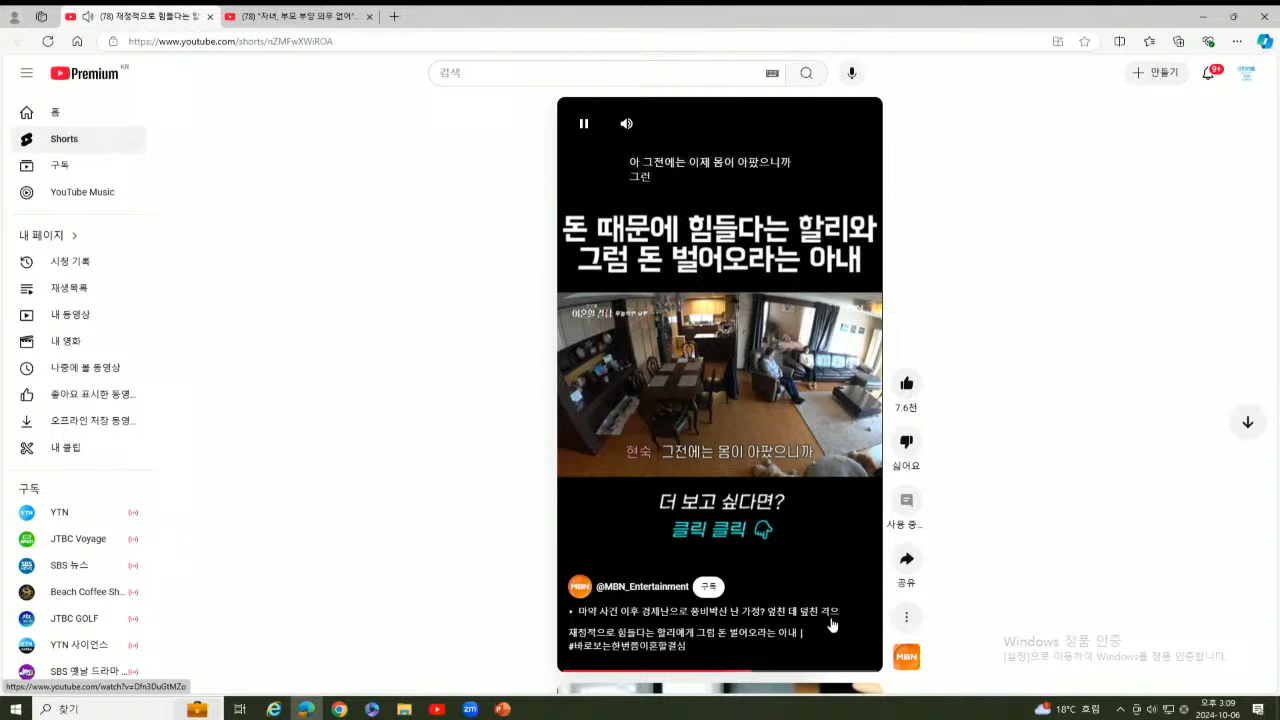 (78) 재정적으로 힘들다는 할
(78) "자녀, 부모 부양 의무 없어"
https://www.youtube.com/shorts/nZMFwXWiROA
Premium KR
검색
만들기
9+
홈
Shorts
구독
YouTube Music
내 페이지
시청 기록
재생목록
내 동영상
내 영화
나중에 볼 동영상
좋아요 표시한 동영...
오프라인 저장 동영...
내 클립
구독
YTN
JTBC Voyage
SBS 뉴스
Beach Coffee Sh...
JTBC GOLF
YTN 사이언스
SBS 옛날 드라마 ...
https://www.youtube.com/watch?v=Dfn3DuGtMZo
아 그전에는 이제 몸이 아팠으니까
그런
돈 때문에 힘들다는 할리와
그럼 돈 벌어오라는 아내
이혼할 결심
현숙 그전에는 몸이 아팠으니까
더 보고 싶다면?
클릭 클릭
MBN @MBN_Entertainment 구독
마약 사건 이후 경제난으로 풍비박산 난 가정? 엎친 데 덮친 격으
재정적으로 힘들다는 할리에게 그럼 돈 벌어오라는 아내 |
#바로보는한번쯤이혼할결심
7.6천
싫어요
사용 중...
공유
MBN
Windows 정품 인증
[설정]으로 이동하여 Windows를 정품 인증합니다.
찾기
18°C 흐림
오후 3:09
2024-10-06